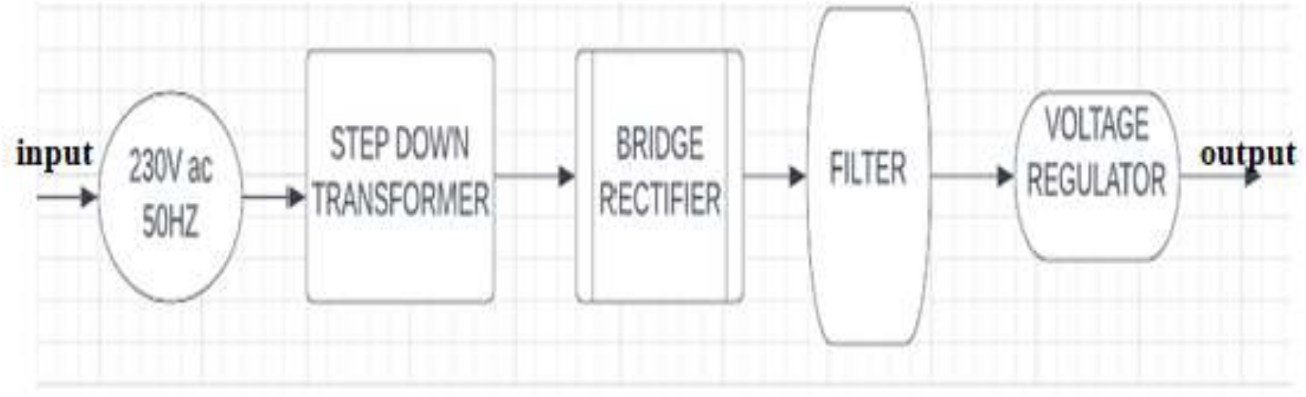 input
230V ac
50HZ
STEP DOWN
TRANSFORMER
BRIDGE
RECTIFIER
FILTER
VOLTAGE
REGULATOR
output